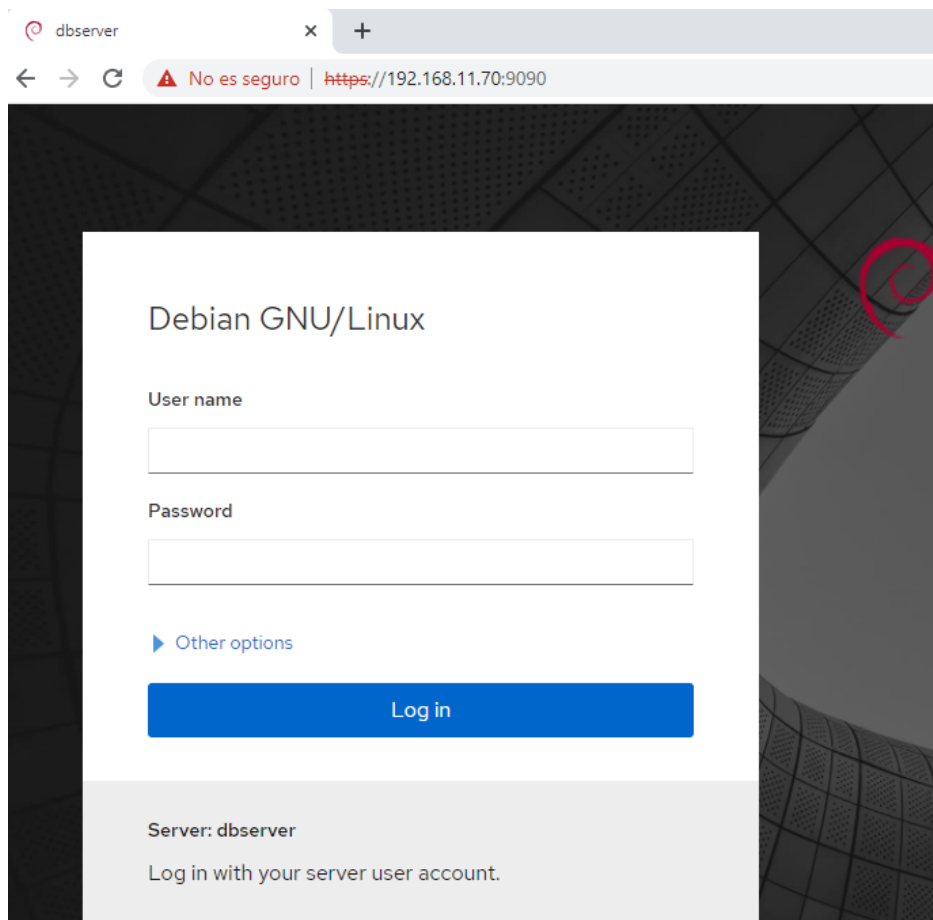 dbserver
No es seguro | https://192.168.11.70:9090
Debian GNU/Linux
User name
Password
Other options
Log in
Server: dbserver
Log in with your server user account.